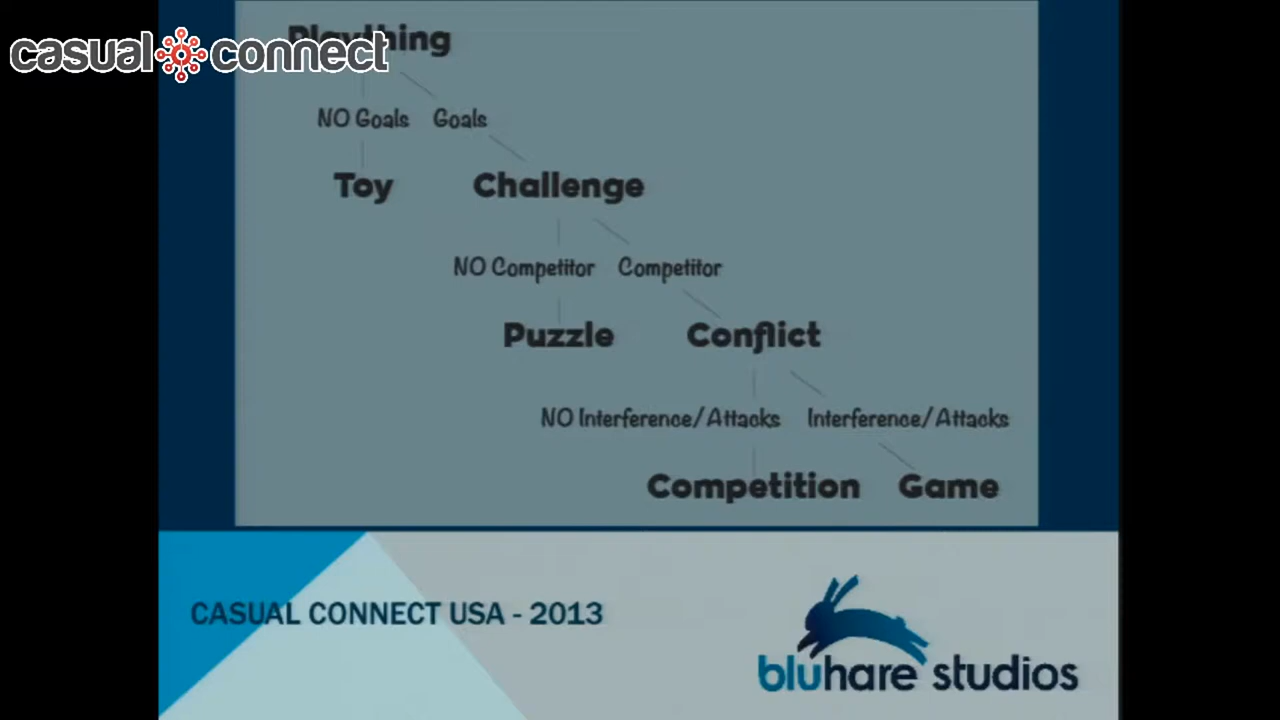 casual connect
Plaything
NO Goals Goals
Toy Challenge
NO Competitor Competitor
Puzzle Conflict
NO Interference/Attacks Interference/Attacks
Competition Game
CASUAL CONNECT USA - 2013
bluhare studios